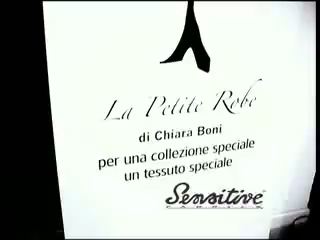 La Petite Robe
di Chiara Boni
per una collezione speciale
un tessuto speciale
Sensitive